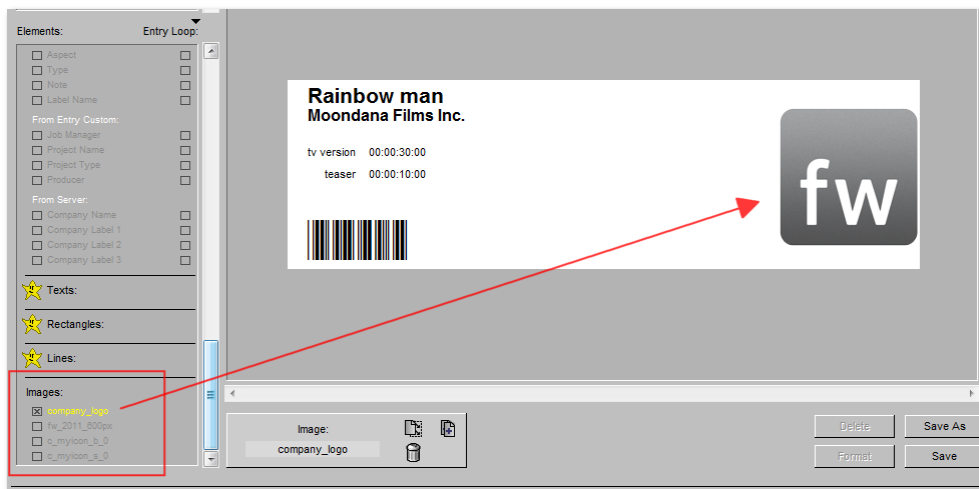 Elements: Entry Loop:
Aspect
Type
Note
Label Name
From Entry Custom:
Job Manager
Project Name
Project Type
Producer
From Server:
Company Name
Company Label 1
Company Label 2
Company Label 3
Texts:
Rectangles:
Lines:
Images:
company_logo
fw_2011_600px
c_myicon_b_0
c_myicon_s_0
Rainbow man
Moondana Films Inc.
tv version 00:00:30:00
teaser 00:00:10:00
fw
Image:
company_logo
Delete Save As
Format Save